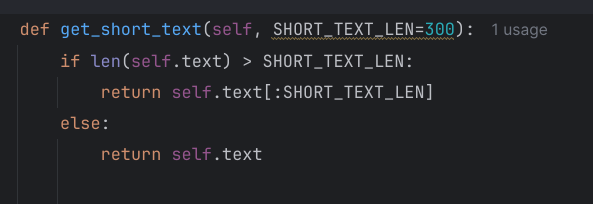 def get_short_text(self, SHORT_TEXT_LEN=300): 1 usage
if len(self.text) > SHORT_TEXT_LEN:
return self.text[:SHORT_TEXT_LEN]
else:
return self.text